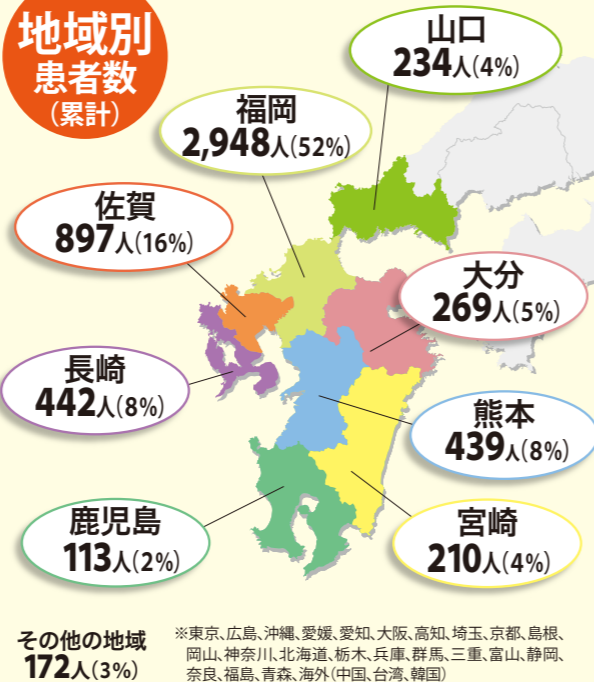 地域別
患者数
(累計)
山口
234人(4%)
福岡
2,948人(52%)
佐賀
897人(16%)
大分
269人(5%)
長崎
442人(8%)
熊本
439人(8%)
鹿児島
113人(2%)
宮崎
210人(4%)
その他の地域
172人(3%)
※東京、広島、沖縄、愛媛、愛知、大阪、高知、埼玉、京都、島根、
岡山、神奈川、北海道、栃木、兵庫、群馬、三重、富山、静岡、
奈良、福島、青森、海外(中国、台湾、韓国)